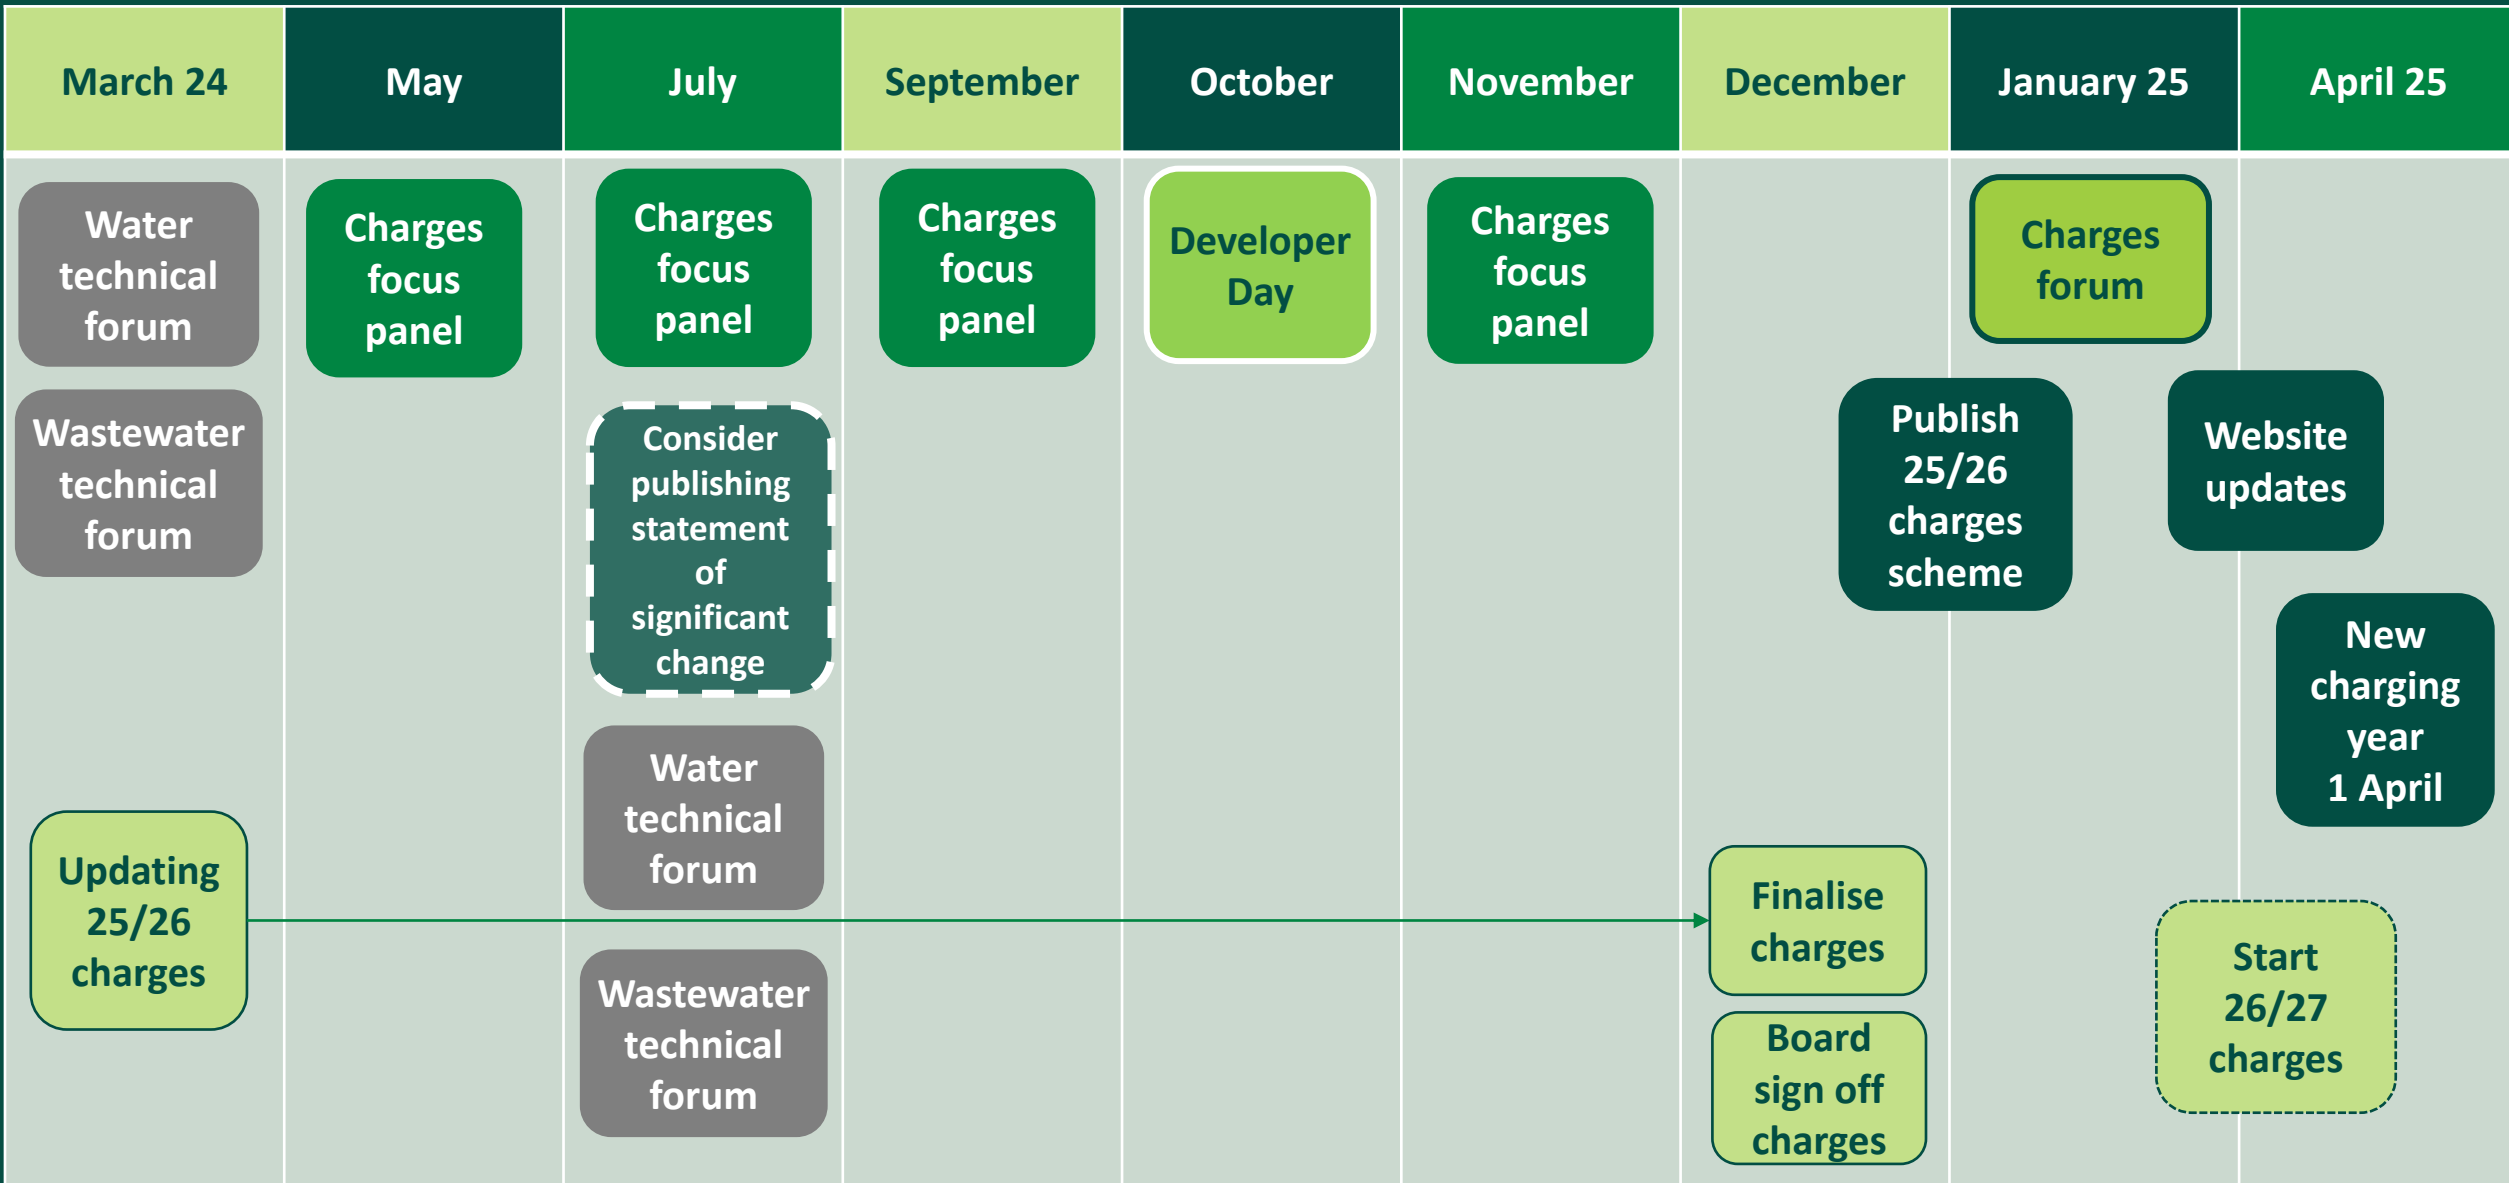 March 24
May
July
September
October
November
December
January 25
April 25
Water
technical
forum
Wastewater
technical
forum
Updating
25/26
charges
Charges
focus
panel
Charges
focus
panel
Consider
publishing
statement
of
significant
change
Water
technical
forum
Wastewater
technical
forum
Charges
focus
panel
Developer
Day
Charges
focus
panel
Finalise
charges
Board
sign off
charges
Publish
25/26
charges
scheme
Charges
forum
Website
updates
New
charging
year
1 April
Start
26/27
charges